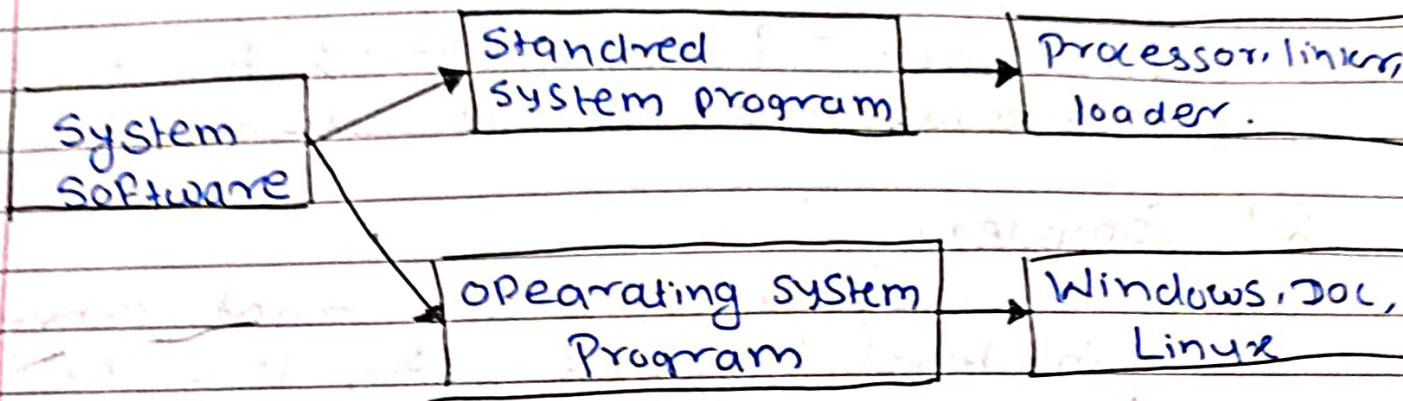 System
Software
Standred
System program
Processor, linker,
loader.
Opearating System
Program
Windows, DOC,
Linux